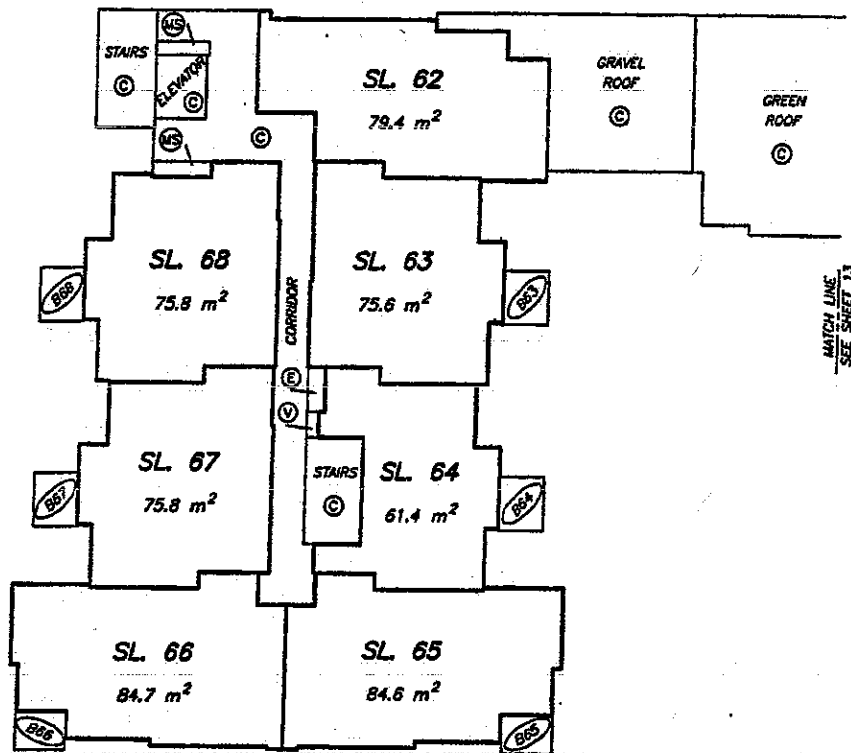 MS
STAIRS
C
ELEVATOR
C
MS
C
SL. 62
79.4 m²
GRAVEL
ROOF
C
GREEN
ROOF
C
SL. 68
75.8 m²
B68
CORRIDOR
SL. 63
75.6 m²
B63
MATCH LINE
SEE SHEET 13
E
V
SL. 67
75.8 m²
B67
STAIRS
C
SL. 64
61.4 m²
B64
SL. 66
84.7 m²
B66
SL. 65
84.6 m²
B65